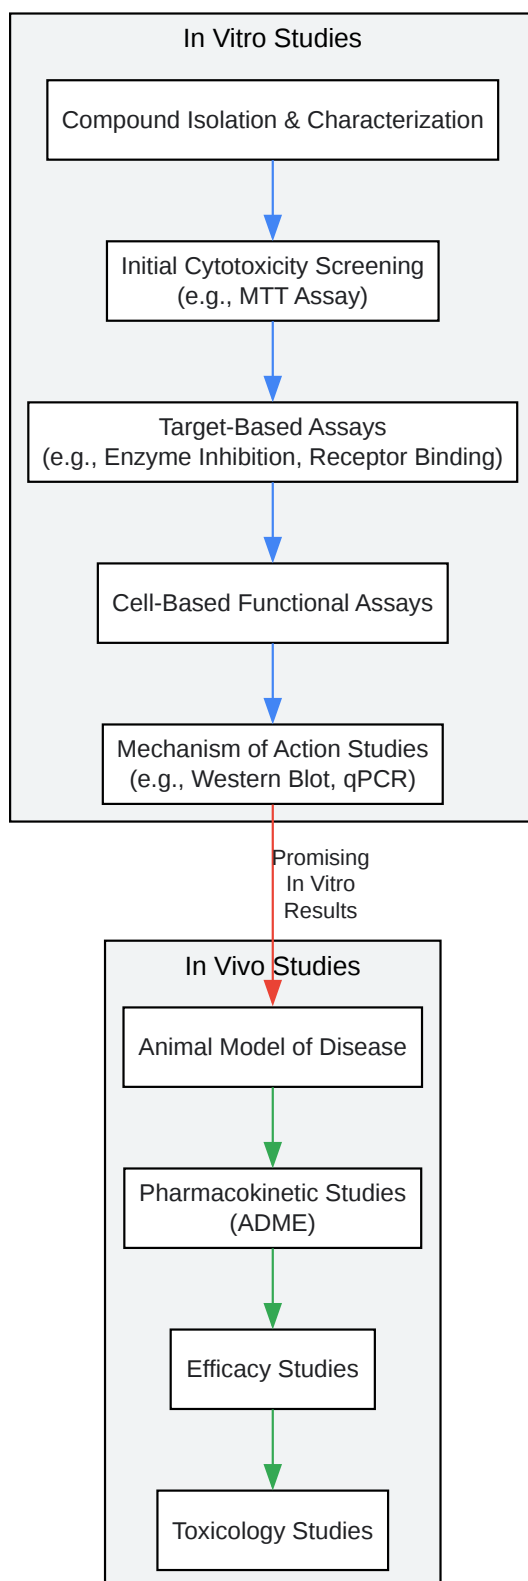 In Vitro Studies
Compound Isolation & Characterization
Initial Cytotoxicity Screening
(e.g., MTT Assay)
Target-Based Assays
(e.g., Enzyme Inhibition, Receptor Binding)
Cell-Based Functional Assays
Mechanism of Action Studies
(e.g., Western Blot, qPCR)
Promising
In Vitro
Results
In Vivo Studies
Animal Model of Disease
Pharmacokinetic Studies
(ADME)
Efficacy Studies
Toxicology Studies